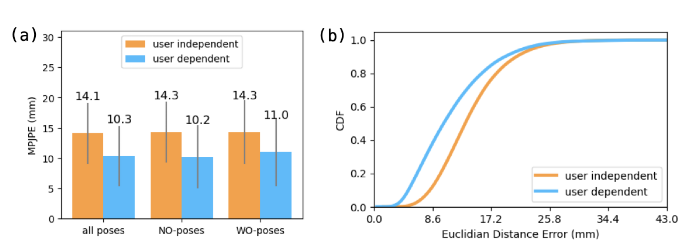 (a)
30
25
20
15
10
5
0
MPJPE (mm)
user independent
user dependent
14.1
10.3
14.3
10.2
14.3
11.0
all poses
NO-poses
WO-poses
(b)
1.0
0.8
0.6
0.4
0.2
0.0
CDF
user independent
user dependent
0.0
8.6
17.2
25.8
34.4
43.0
Euclidian Distance Error (mm)